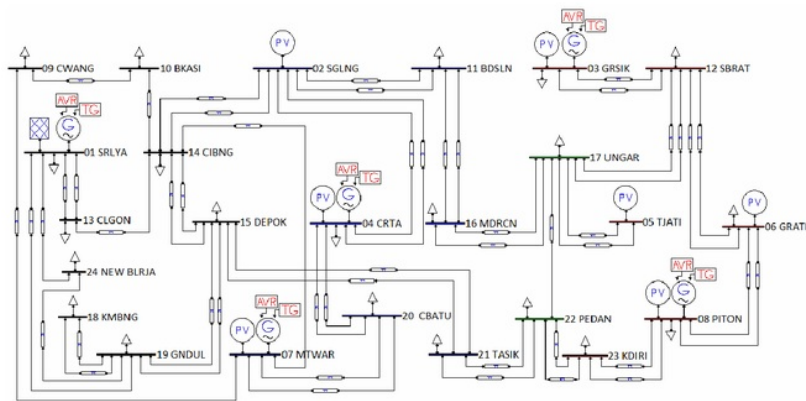 AVR
TG
PV
PV
09 CWANG
10 BKASI
02 SGLNG
11 BDSLN
03 GRSIK
12 SBRAT
AVR
TG
01 SRLYA
14 CIBNG
17 UNGAR
AVR
TG
PV
PV
PV
13 CLGON
15 DEPOK
04 CRTA
16 MDRCN
05 TJATI
06 GRATI
24 NEW BLRJA
AVR
TG
18 KMBNG
AVR
TG
PV
PV
20 CBATU
22 PEDAN
08 PITON
19 GNDUL
07 MTWAR
21 TASIK
23 KDIRI